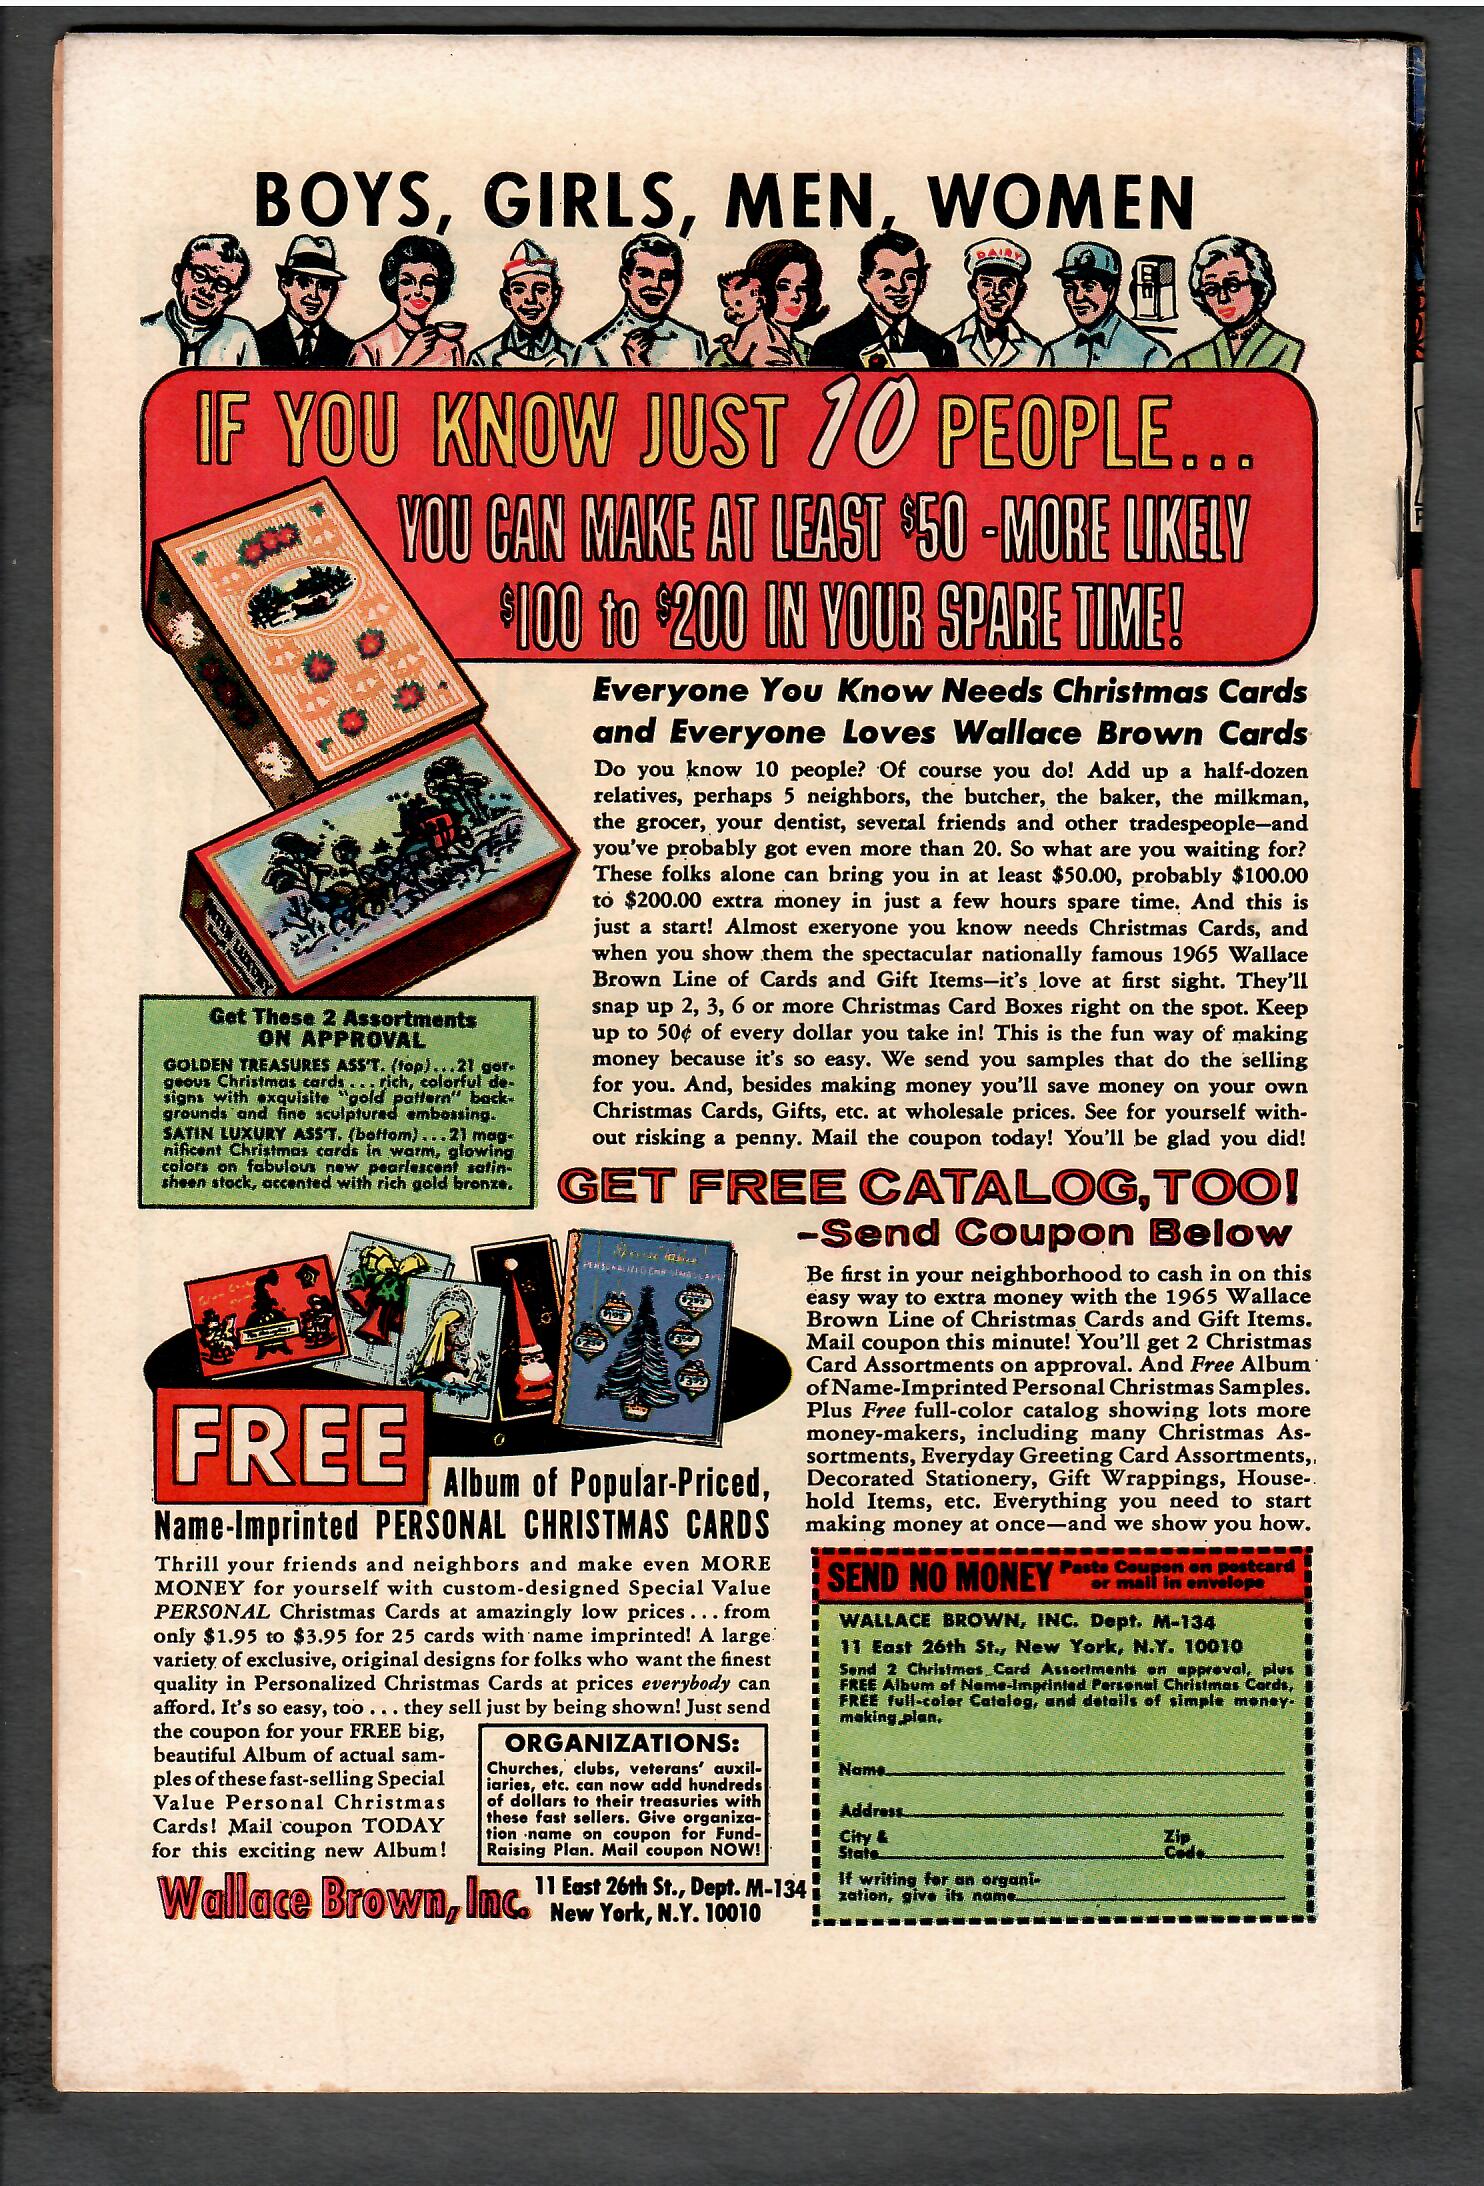 BOYS, GIRLS, MEN, WOMEN
DAIRY
IF YOU KNOW JUST 10 PEOPLE...
YOU CAN MAKE AT LEAST $50 - MORE LIKELY
$100 to $200 IN YOUR SPARE TIME!
Everyone You Know Needs Christmas Cards
and Everyone Loves Wallace Brown Cards
Do you know 10 people? Of course you do! Add up a half-dozen
relatives, perhaps 5 neighbors, the butcher, the baker, the milkman,
the grocer, your dentist, several friends and other tradespeople—and
you've probably got even more than 20. So what are you waiting for?
These folks alone can bring you in at least $50.00, probably $100.00
to $200.00 extra money in just a few hours spare time. And this is
just a start! Almost exeryone you know needs Christmas Cards, and
when you show them the spectacular nationally famous 1965 Wallace
Brown Line of Cards and Gift Items—it's love at first sight. They'll
snap up 2, 3, 6 or more Christmas Card Boxes right on the spot. Keep
up to 50¢ of every dollar you take in! This is the fun way of making
money because it's so easy. We send you samples that do the selling
for you. And, besides making money you'll save money on your own
Christmas Cards, Gifts, etc. at wholesale prices. See for yourself with-
out risking a penny. Mail the coupon today! You'll be glad you did!
Get These 2 Assortments
ON APPROVAL
GOLDEN TREASURES ASS'T. (top)...21 gor-
geous Christmas cards...rich, colorful de-
signs with exquisite "gold pattern" back-
grounds and fine sculptured embossing.
SATIN LUXURY ASS'T. (bottom)...21 mag-
nificent Christmas cards in warm, glowing
colors on fabulous new pearlescent satin-
sheen stock, accented with rich gold bronze.
GET FREE CATALOG, TOO!
-Send Coupon Below
Be first in your neighborhood to cash in on this
easy way to extra money with the 1965 Wallace
Brown Line of Christmas Cards and Gift Items.
Mail coupon this minute! You'll get 2 Christmas
Card Assortments on approval. And Free Album
of Name-Imprinted Personal Christmas Samples.
Plus Free full-color catalog showing lots more
money-makers, including many Christmas As-
sortments, Everyday Greeting Card Assortments,
Decorated Stationery, Gift Wrappings, House-
hold Items, etc. Everything you need to start
making money at once—and we show you how.
PERSONALIZED CHRISTMAS CARDS
FREE
Album of Popular-Priced,
Name-Imprinted PERSONAL CHRISTMAS CARDS
Thrill your friends and neighbors and make even MORE
MONEY for yourself with custom-designed Special Value
PERSONAL Christmas Cards at amazingly low prices...from
only $1.95 to $3.95 for 25 cards with name imprinted! A large
variety of exclusive, original designs for folks who want the finest
quality in Personalized Christmas Cards at prices everybody can
afford. It's so easy, too...they sell just by being shown! Just send
the coupon for your FREE big,
beautiful Album of actual sam-
ples of these fast-selling Special
Value Personal Christmas
Cards! Mail coupon TODAY
for this exciting new Album!
ORGANIZATIONS:
Churches, clubs, veterans' auxil-
iaries, etc. can now add hundreds
of dollars to their treasuries with
these fast sellers. Give organiza-
tion name on coupon for Fund-
Raising Plan. Mail coupon NOW!
Wallace Brown, Inc. 11 East 26th St., Dept. M-134
New York, N.Y. 10010
SEND NO MONEY Paste Coupon on postcard
or mail in envelope
WALLACE BROWN, INC. Dept. M-134
11 East 26th St., New York, N.Y. 10010
Send 2 Christmas Card Assortments on approval, plus
FREE Album of Name-Imprinted Personal Christmas Cards,
FREE full-color Catalog, and details of simple money-
making plan.
Name
Address
City & State Zip Code
If writing for an organi-
zation, give its name